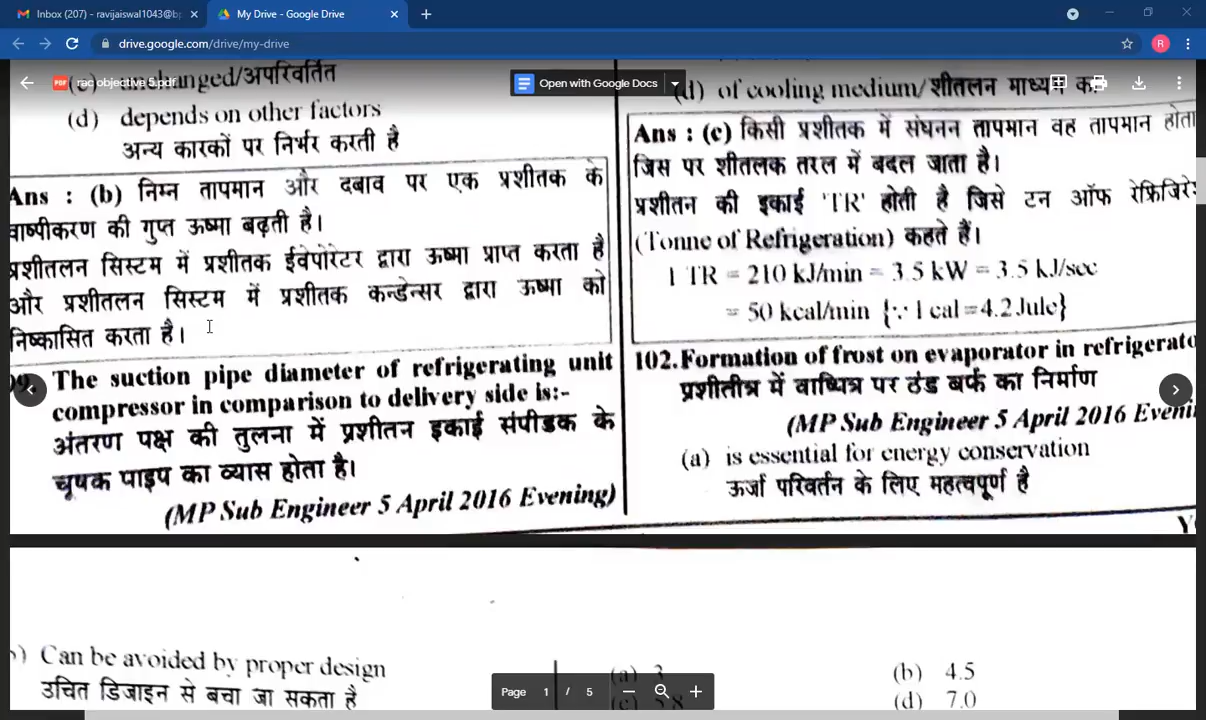 Inbox (207) - ravijaiswal1043@bp
My Drive - Google Drive
drive.google.com/drive/my-drive
R
PDF rac objective 5.pdf
Open with Google Docs
(d) depends on other factors
अन्य कारकों पर निर्भर करती है
Ans : (b) निम्न तापमान और दबाव पर एक प्रशीतक के
वाष्पीकरण की गुप्त ऊष्मा बढ़ती है।
प्रशीतलन सिस्टम में प्रशीतक ईवेपोरेटर द्वारा ऊष्मा प्राप्त करता है
और प्रशीतलन सिस्टम में प्रशीतक कन्डेन्सर द्वारा ऊष्मा को
निष्कासित करता है।
The suction pipe diameter of refrigerating unit
compressor in comparison to delivery side is:-
अंतरण पक्ष की तुलना में प्रशीतन इकाई संपीडक के
चूषक पाइप का व्यास होता है।
(MP Sub Engineer 5 April 2016 Evening)
(d) of cooling medium/शीतलन माध्यम का
Ans : (c) किसी प्रशीतक में संघनन तापमान वह तापमान होता
जिस पर शीतलक तरल में बदल जाता है।
प्रशीतन की इकाई 'TR' होती है जिसे टन ऑफ रेफ्रिजिरेश
(Tonne of Refrigeration) कहते हैं।
1 TR = 210 kJ/min = 3.5 kW = 3.5 kJ/sec
= 50 kcal/min {∵ 1 cal = 4.2 Jule}
102. Formation of frost on evaporator in refrigerato
प्रशीतीत्र में वाष्पित्र पर ठंड बर्फ का निर्माण
(MP Sub Engineer 5 April 2016 Eveni
(a) is essential for energy conservation
ऊर्जा परिवर्तन के लिए महत्वपूर्ण है
Can be avoided by proper design
उचित डिजाइन से बचा जा सकता है
(a) 3
(b) 4.5
(c) 5.8
(d) 7.0
Page 1 / 5